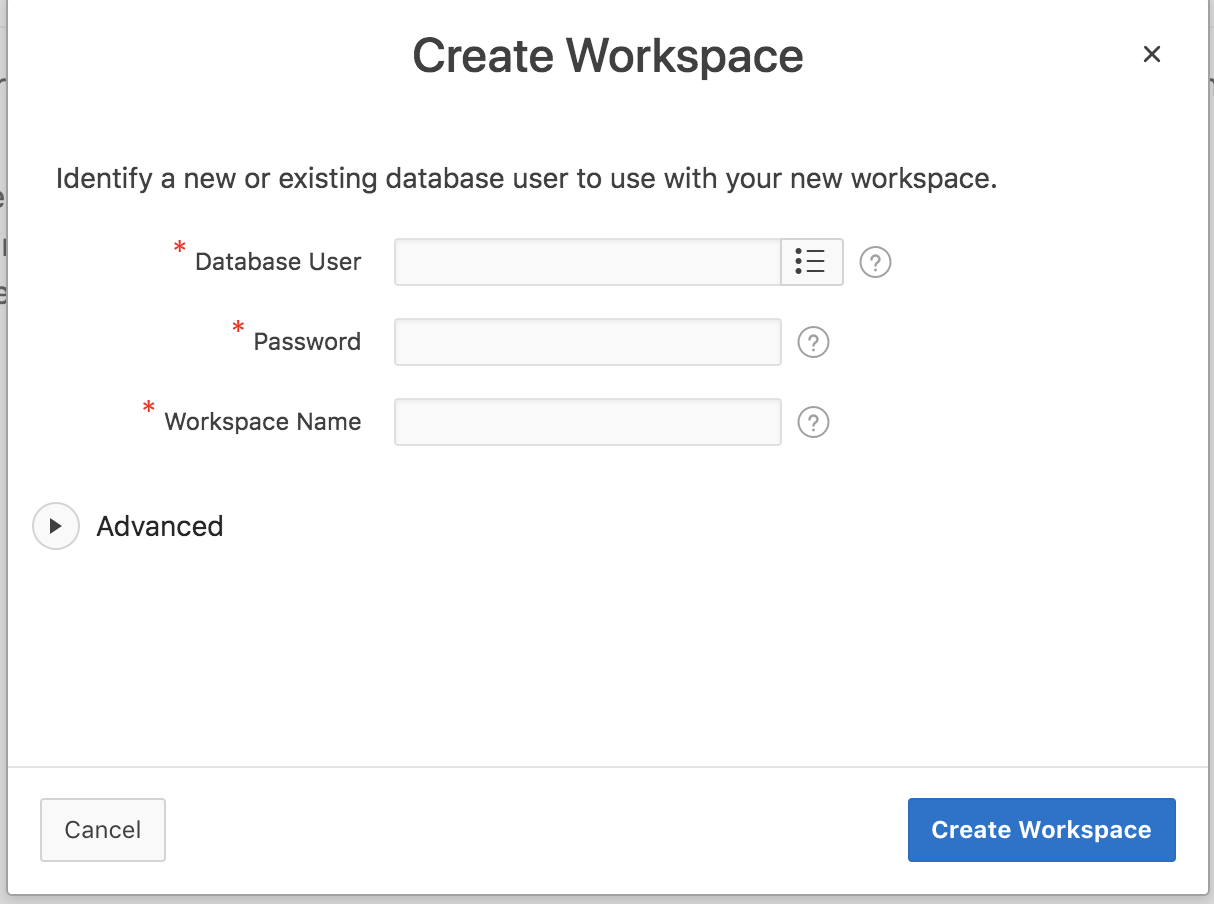 Create Workspace
Identify a new or existing database user to use with your new workspace.
* Database User
* Password
* Workspace Name
Advanced
Cancel
Create Workspace